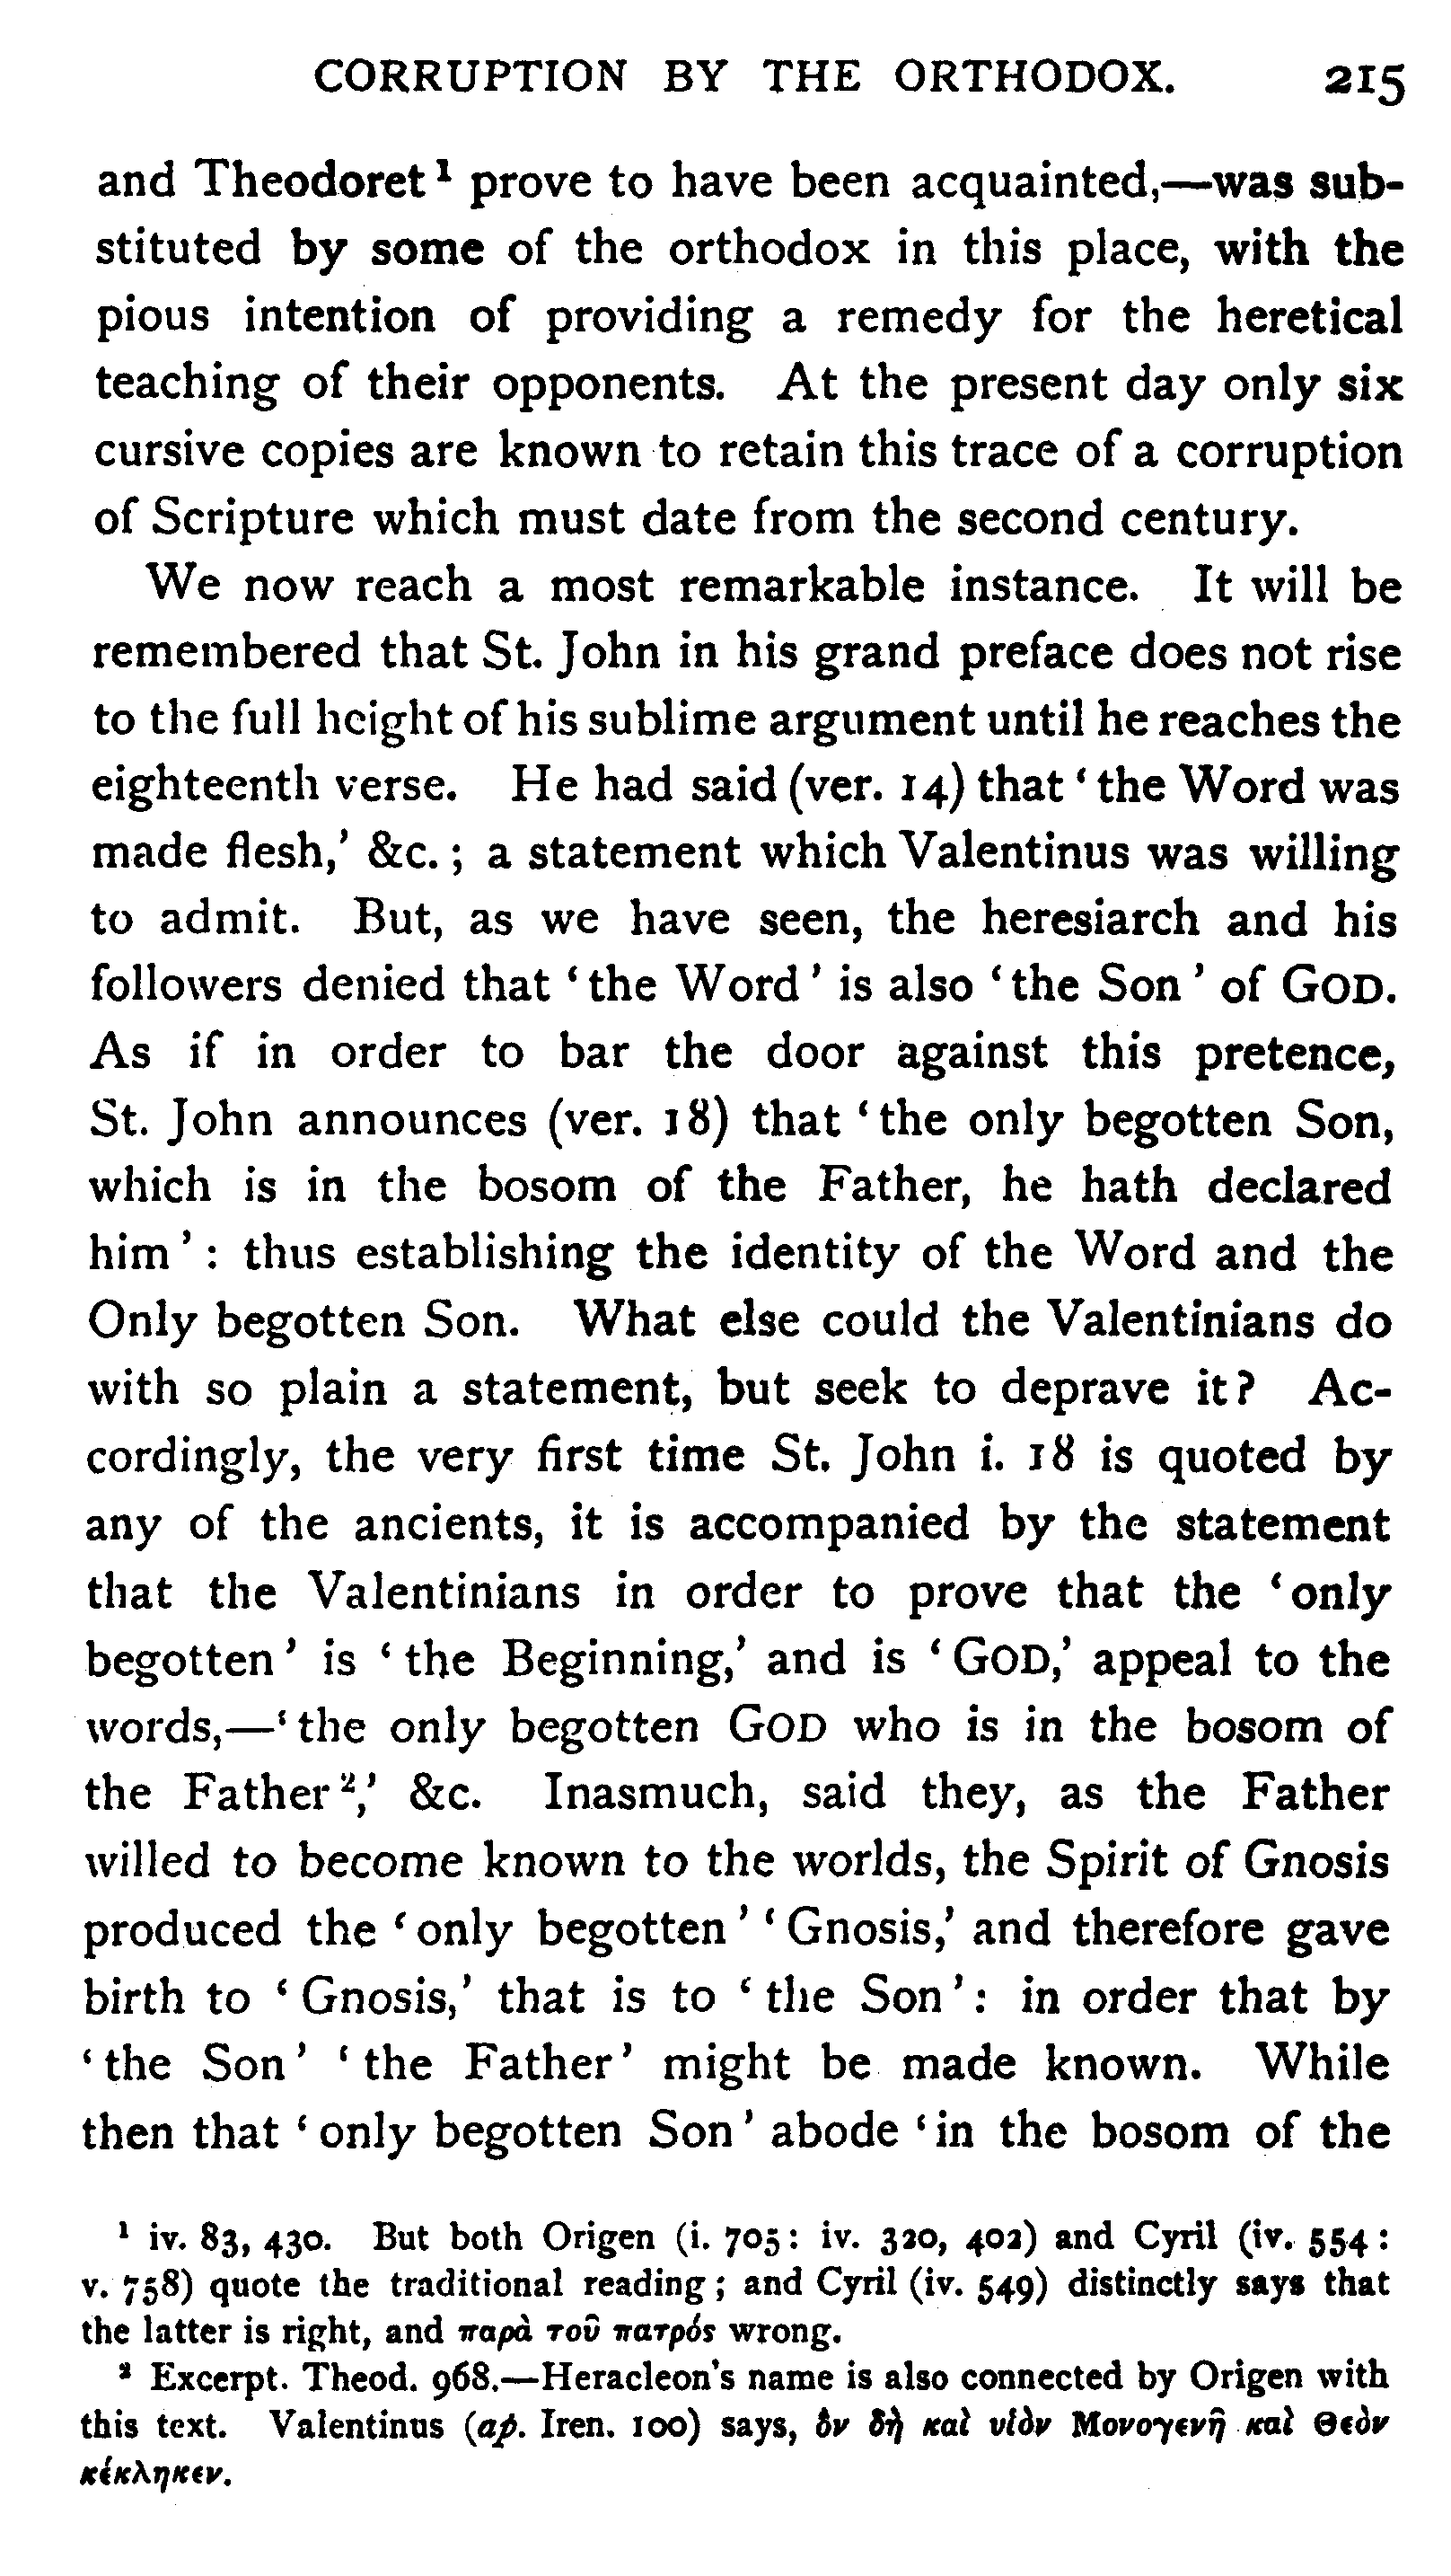 CORRUPTION BY THE ORTHODOX. 215
and Theodoret¹ prove to have been acquainted,—was sub-
stituted by some of the orthodox in this place, with the
pious intention of providing a remedy for the heretical
teaching of their opponents. At the present day only six
cursive copies are known to retain this trace of a corruption
of Scripture which must date from the second century.
We now reach a most remarkable instance. It will be
remembered that St. John in his grand preface does not rise
to the full height of his sublime argument until he reaches the
eighteenth verse. He had said (ver. 14) that ‘the Word was
made flesh,’ &c.; a statement which Valentinus was willing
to admit. But, as we have seen, the heresiarch and his
followers denied that ‘the Word’ is also ‘the Son’ of GOD.
As if in order to bar the door against this pretence,
St. John announces (ver. 18) that ‘the only begotten Son,
which is in the bosom of the Father, he hath declared
him’: thus establishing the identity of the Word and the
Only begotten Son. What else could the Valentinians do
with so plain a statement, but seek to deprave it? Ac-
cordingly, the very first time St. John i. 18 is quoted by
any of the ancients, it is accompanied by the statement
that the Valentinians in order to prove that the ‘only
begotten’ is ‘the Beginning,’ and is ‘GOD,’ appeal to the
words,—‘the only begotten GOD who is in the bosom of
the Father²,’ &c. Inasmuch, said they, as the Father
willed to become known to the worlds, the Spirit of Gnosis
produced the ‘only begotten’ ‘Gnosis,’ and therefore gave
birth to ‘Gnosis,’ that is to ‘the Son’: in order that by
‘the Son’ ‘the Father’ might be made known. While
then that ‘only begotten Son’ abode ‘in the bosom of the
¹ iv. 83, 430. But both Origen (i. 705: iv. 320, 402) and Cyril (iv. 554:
v. 758) quote the traditional reading; and Cyril (iv. 549) distinctly says that
the latter is right, and παρὰ τοῦ πατρός wrong.
² Excerpt. Theod. 968.—Heracleon's name is also connected by Origen with
this text. Valentinus (ap. Iren. 100) says, ὃν δὴ καὶ υἱὸν Μονογενῆ καὶ Θεὸν
κέκληκεν.